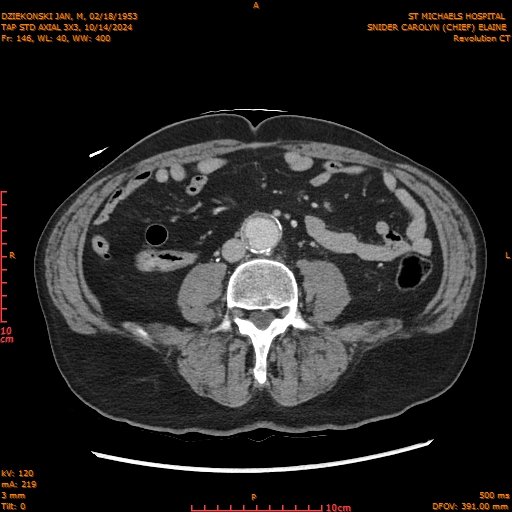 A
DZIEKONSKI JAN, M, 02/18/1953
TAP STD AXIAL 3X3, 10/14/2024
Fr: 146, WL: 40, WW: 400
ST MICHAELS HOSPITAL
SNIDER CAROLYN (CHIEF) ELAINE
Revolution CT
R
L
10
cm
kV: 120
mA: 219
3 mm
Tilt: 0
P
10cm
500 ms
DFOV: 391.00 mm